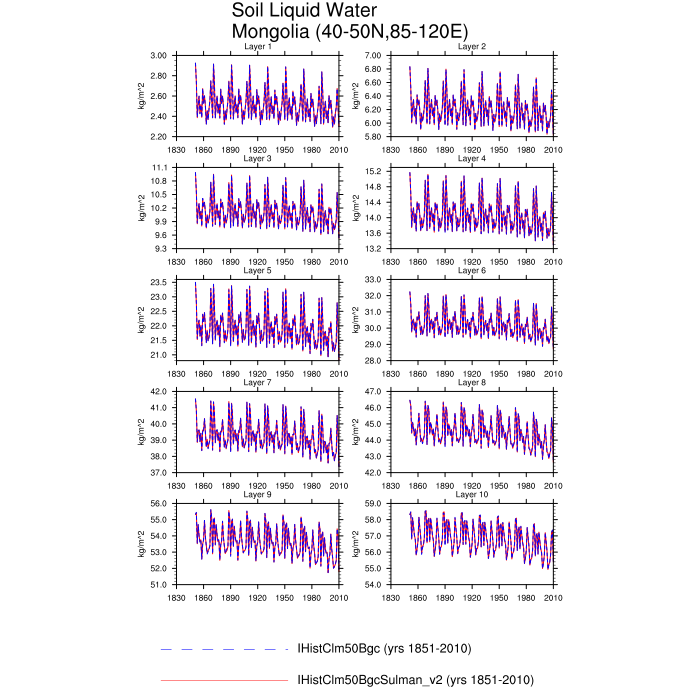 Soil Liquid Water
Mongolia (40-50N,85-120E)
Layer 1
3.00
2.80
2.60
2.40
2.20
kg/m^2
1830 1860 1890 1920 1950 1980 2010
Layer 2
7.00
6.80
6.60
6.40
6.20
6.00
5.80
kg/m^2
1830 1860 1890 1920 1950 1980 2010
Layer 3
11.1
10.8
10.5
10.2
9.9
9.6
9.3
kg/m^2
1830 1860 1890 1920 1950 1980 2010
Layer 4
15.2
14.8
14.4
14.0
13.6
13.2
kg/m^2
1830 1860 1890 1920 1950 1980 2010
Layer 5
23.5
23.0
22.5
22.0
21.5
21.0
kg/m^2
1830 1860 1890 1920 1950 1980 2010
Layer 6
33.0
32.0
31.0
30.0
29.0
28.0
kg/m^2
1830 1860 1890 1920 1950 1980 2010
Layer 7
42.0
41.0
40.0
39.0
38.0
37.0
kg/m^2
1830 1860 1890 1920 1950 1980 2010
Layer 8
47.0
46.0
45.0
44.0
43.0
42.0
kg/m^2
1830 1860 1890 1920 1950 1980 2010
Layer 9
56.0
55.0
54.0
53.0
52.0
51.0
kg/m^2
1830 1860 1890 1920 1950 1980 2010
Layer 10
59.0
58.0
57.0
56.0
55.0
54.0
kg/m^2
1830 1860 1890 1920 1950 1980 2010
IHistClm50Bgc (yrs 1851-2010)
IHistClm50BgcSulman_v2 (yrs 1851-2010)